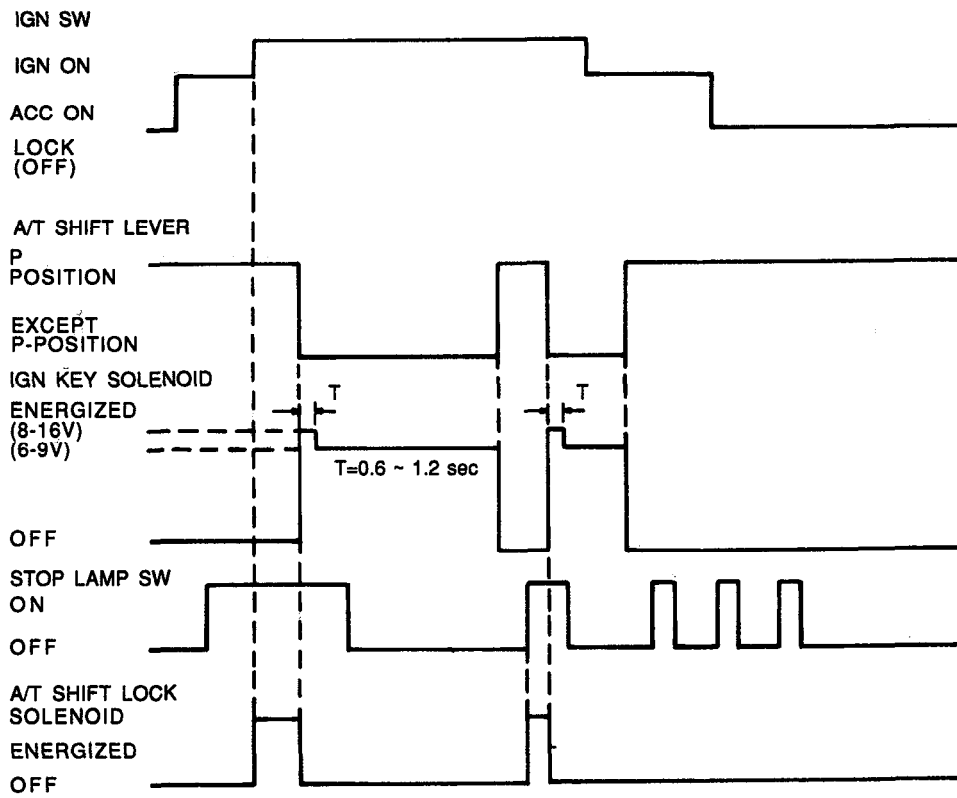 IGN SW
IGN ON
ACC ON
LOCK
(OFF)
A/T SHIFT LEVER
P
POSITION
EXCEPT
P-POSITION
IGN KEY SOLENOID
T
T
ENERGIZED
(8-16V)
(6-9V)
T=0.6 ~ 1.2 sec
OFF
STOP LAMP SW
ON
OFF
A/T SHIFT LOCK
SOLENOID
ENERGIZED
OFF